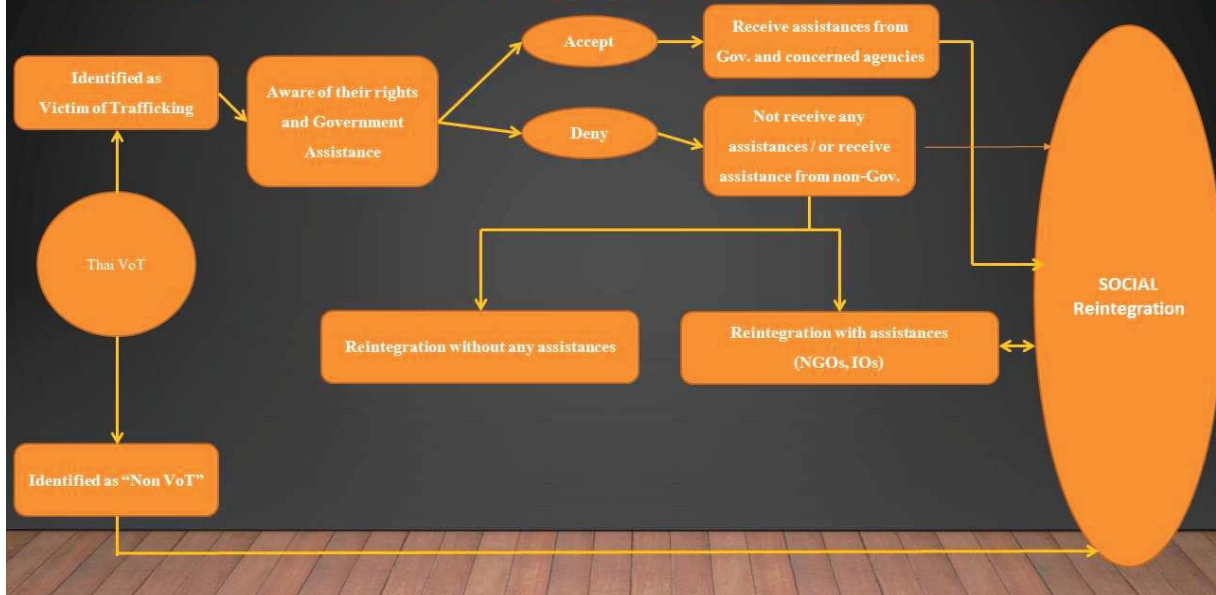 Identified as
Victim of Trafficking
Aware of their rights
and Government
Assistance
Accept
Deny
Receive assistances from
Gov. and concerned agencies
Not receive any
assistances / or receive
assistance from non-Gov.
Thai VoT
Reintegration without any assistances
Reintegration with assistances
(NGOs, IOs)
SOCIAL
Reintegration
Identified as “Non VoT”